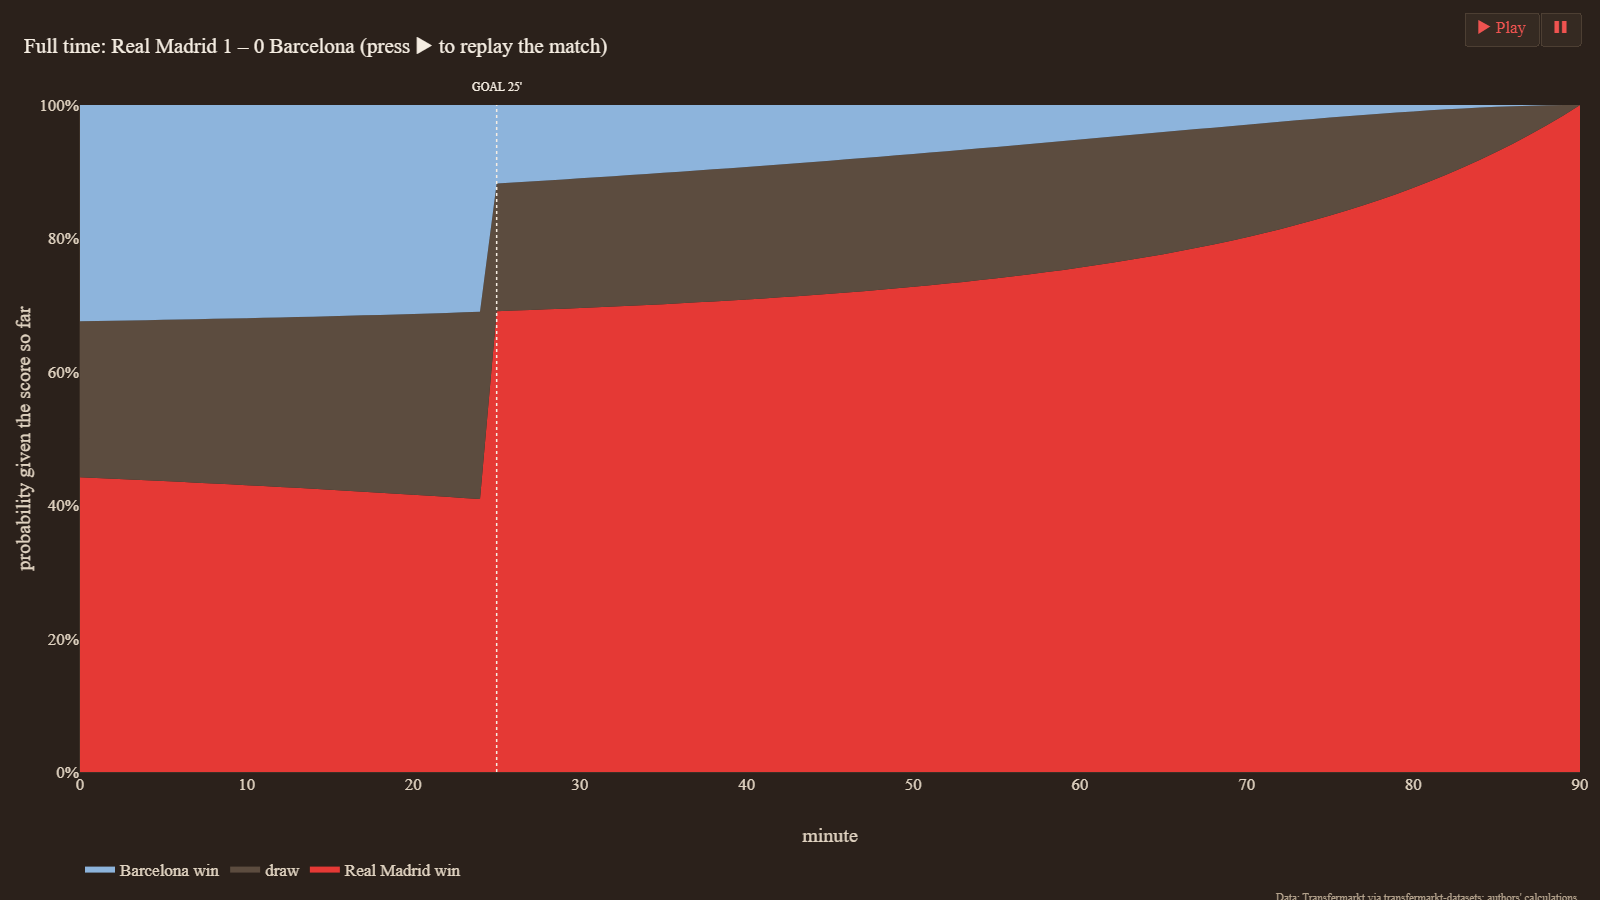 Full time: Real Madrid 1 – 0 Barcelona (press ▶ to replay the match)
▶ Play
GOAL 25'
100%
80%
60%
40%
20%
0%
probability given the score so far
0 10 20 30 40 50 60 70 80 90
minute
Barcelona win draw Real Madrid win
Data: Transfermarkt via transfermarkt-datasets; authors' calculations.